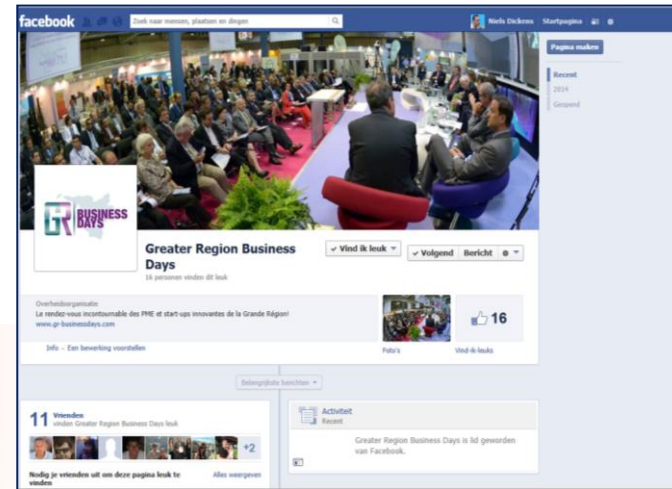 facebook
Zoek naar mensen, plaatsen en dingen
Niels Dickens
Startpagina
Pagina maken
Recent
2014
Geopend
GR BUSINESS
DAYS
Greater Region Business
Days
16 personen vinden dit leuk
Vind ik leuk
Volgend
Bericht
Overheidsorganisatie
Le rendez-vous incontournable des PME et start-ups innovantes de la Grande Région!
www.gr-businessdays.com
Info - Een bewerking voorstellen
16
Foto's
Vind-ik-leuks
Belangrijkste berichten
11 Vrienden
vinden Greater Region Business Days leuk
+2
Nodig je vrienden uit om deze pagina leuk te
vinden
Alles weergeven
Activiteit
Recent
Greater Region Business Days is lid geworden
van Facebook.